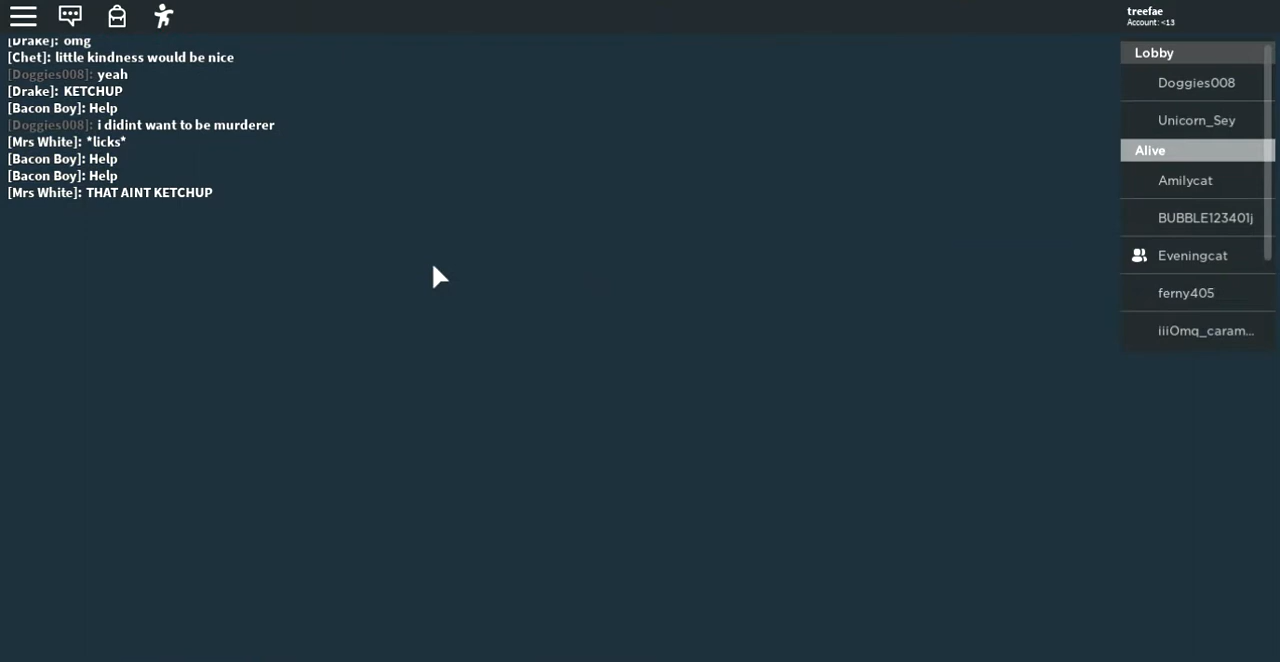 treefae
Account: <13
[Drake]: omg
[Chet]: little kindness would be nice
[Doggies008]: yeah
[Drake]: KETCHUP
[Bacon Boy]: Help
[Doggies008]: i didint want to be murderer
[Mrs White]: *licks*
[Bacon Boy]: Help
[Bacon Boy]: Help
[Mrs White]: THAT AINT KETCHUP
Lobby
Doggies008
Unicorn_Sey
Alive
Amilycat
BUBBLE123401j
Eveningcat
ferny405
iiiOmq_caram...